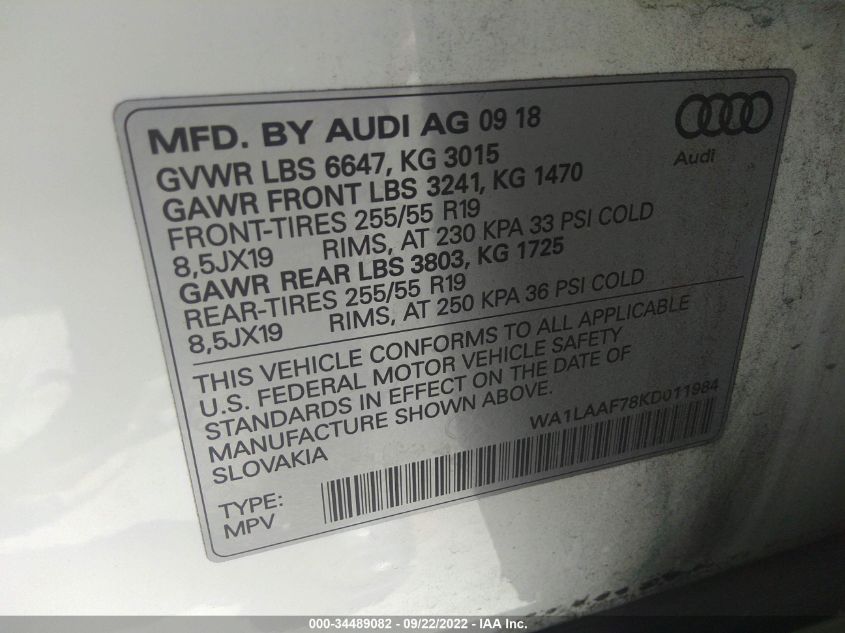 MFD. BY AUDI AG 09 18
Audi
GVWR LBS 6647, KG 3015
GAWR FRONT LBS 3241, KG 1470
FRONT-TIRES 255/55 R19
8,5JX19 RIMS, AT 230 KPA 33 PSI COLD
GAWR REAR LBS 3803, KG 1725
REAR-TIRES 255/55 R19
8,5JX19 RIMS, AT 250 KPA 36 PSI COLD
THIS VEHICLE CONFORMS TO ALL APPLICABLE
U.S. FEDERAL MOTOR VEHICLE SAFETY
STANDARDS IN EFFECT ON THE DATE OF
MANUFACTURE SHOWN ABOVE.
SLOVAKIA
WA1LAAF78KD011984
TYPE:
MPV
000-34489082 - 09/22/2022 - IAA Inc.